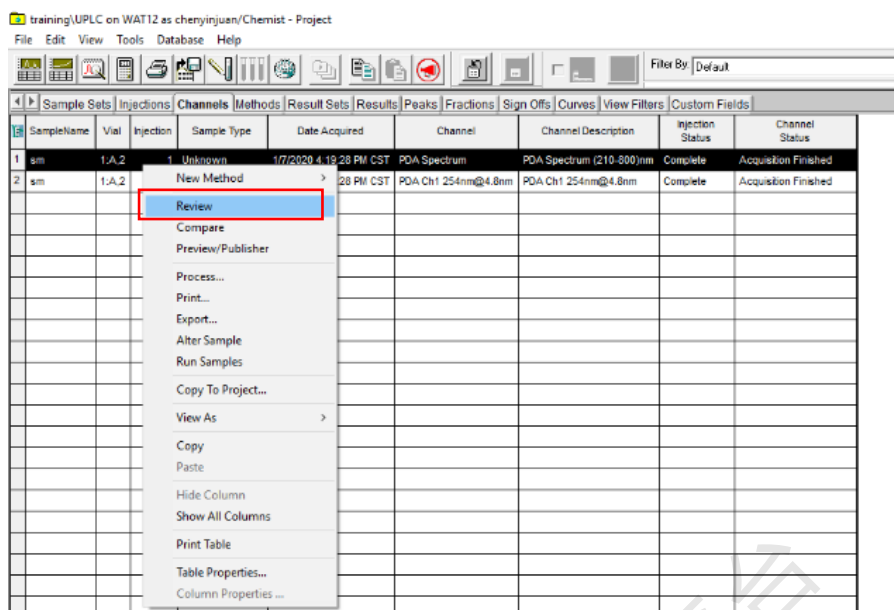 training\UPLC on WAT12 as chenyinjuan/Chemist - Project
File Edit View Tools Database Help
Filter By: Default
Sample Sets Injections Channels Methods Result Sets Results Peaks Fractions Sign Offs Curves View Filters Custom Fields
SampleName Vial Injection Sample Type Date Acquired Channel Channel Description Injection Status Channel Status
1 sm 1:A,2 1 Unknown 1/7/2020 4:19:28 PM CST PDA Spectrum PDA Spectrum (210-800)nm Complete Acquisition Finished
2 sm 1:A,2 28 PM CST PDA Ch1 254nm@4.8nm PDA Ch1 254nm@4.8nm Complete Acquisition Finished
New Method
Review
Compare
Preview/Publisher
Process...
Print...
Export...
Alter Sample
Run Samples
Copy To Project...
View As
Copy
Paste
Hide Column
Show All Columns
Print Table
Table Properties...
Column Properties ...